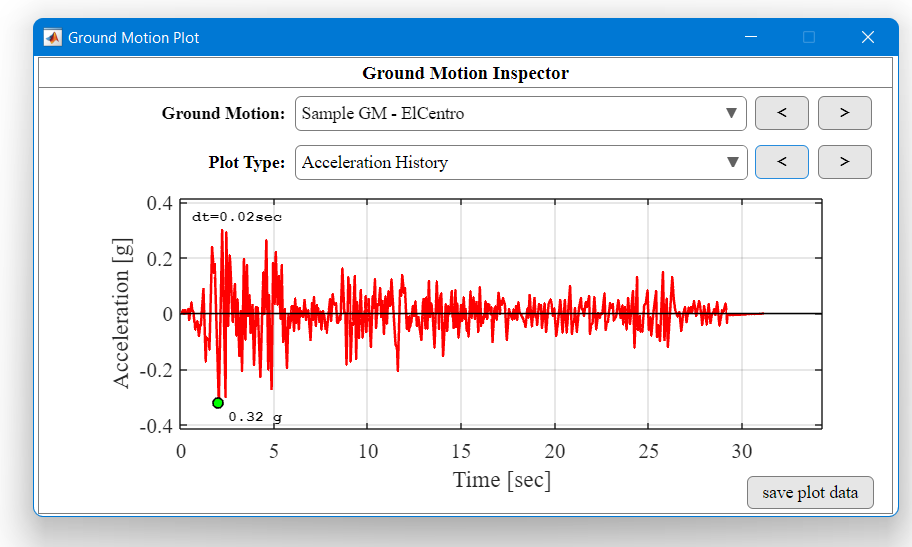 Ground Motion Plot
Ground Motion Inspector
Ground Motion: Sample GM - ElCentro < >
Plot Type: Acceleration History < >
dt=0.02sec
0.4
0.2
0
-0.2
-0.4
Acceleration [g]
0.32 g
0 5 10 15 20 25 30
Time [sec]
save plot data